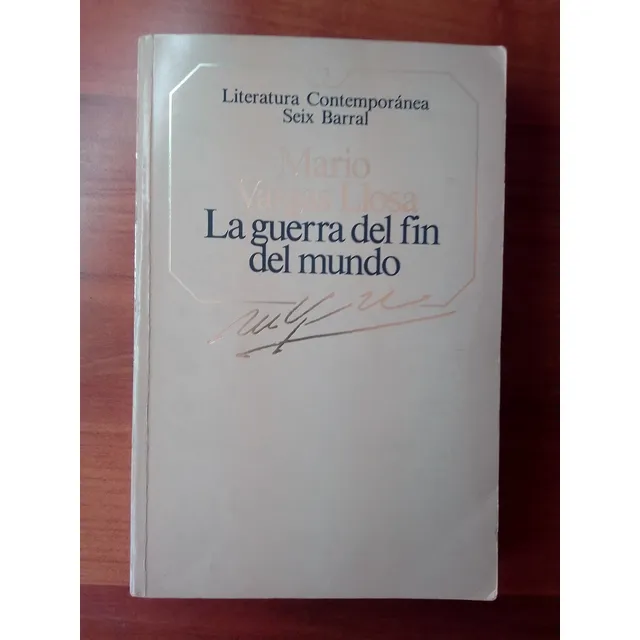 Literatura Contemporánea
Seix Barral
Mario
Vargas Llosa
La guerra del fin
del mundo